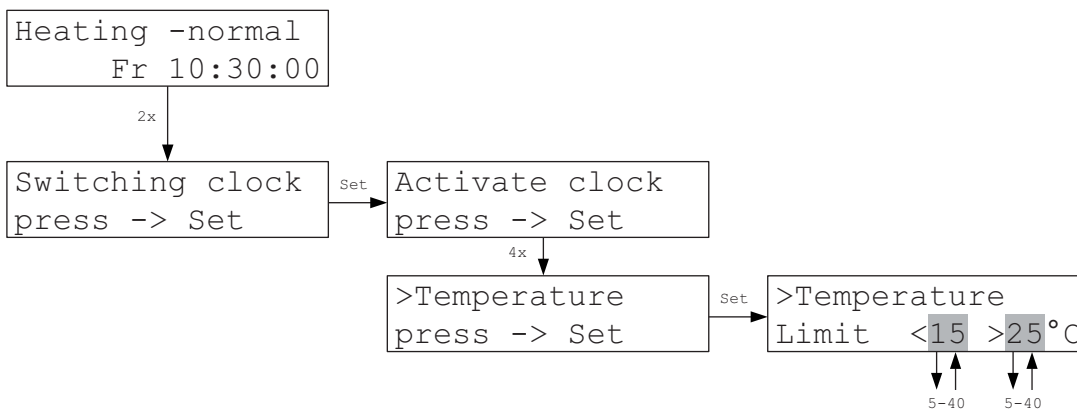 Heating -normal
Fr 10:30:00
2x
Switching clock
press -> Set
Set
Activate clock
press -> Set
4x
>Temperature
press -> Set
Set
>Temperature
Limit <15 >25°C
5-40 5-40